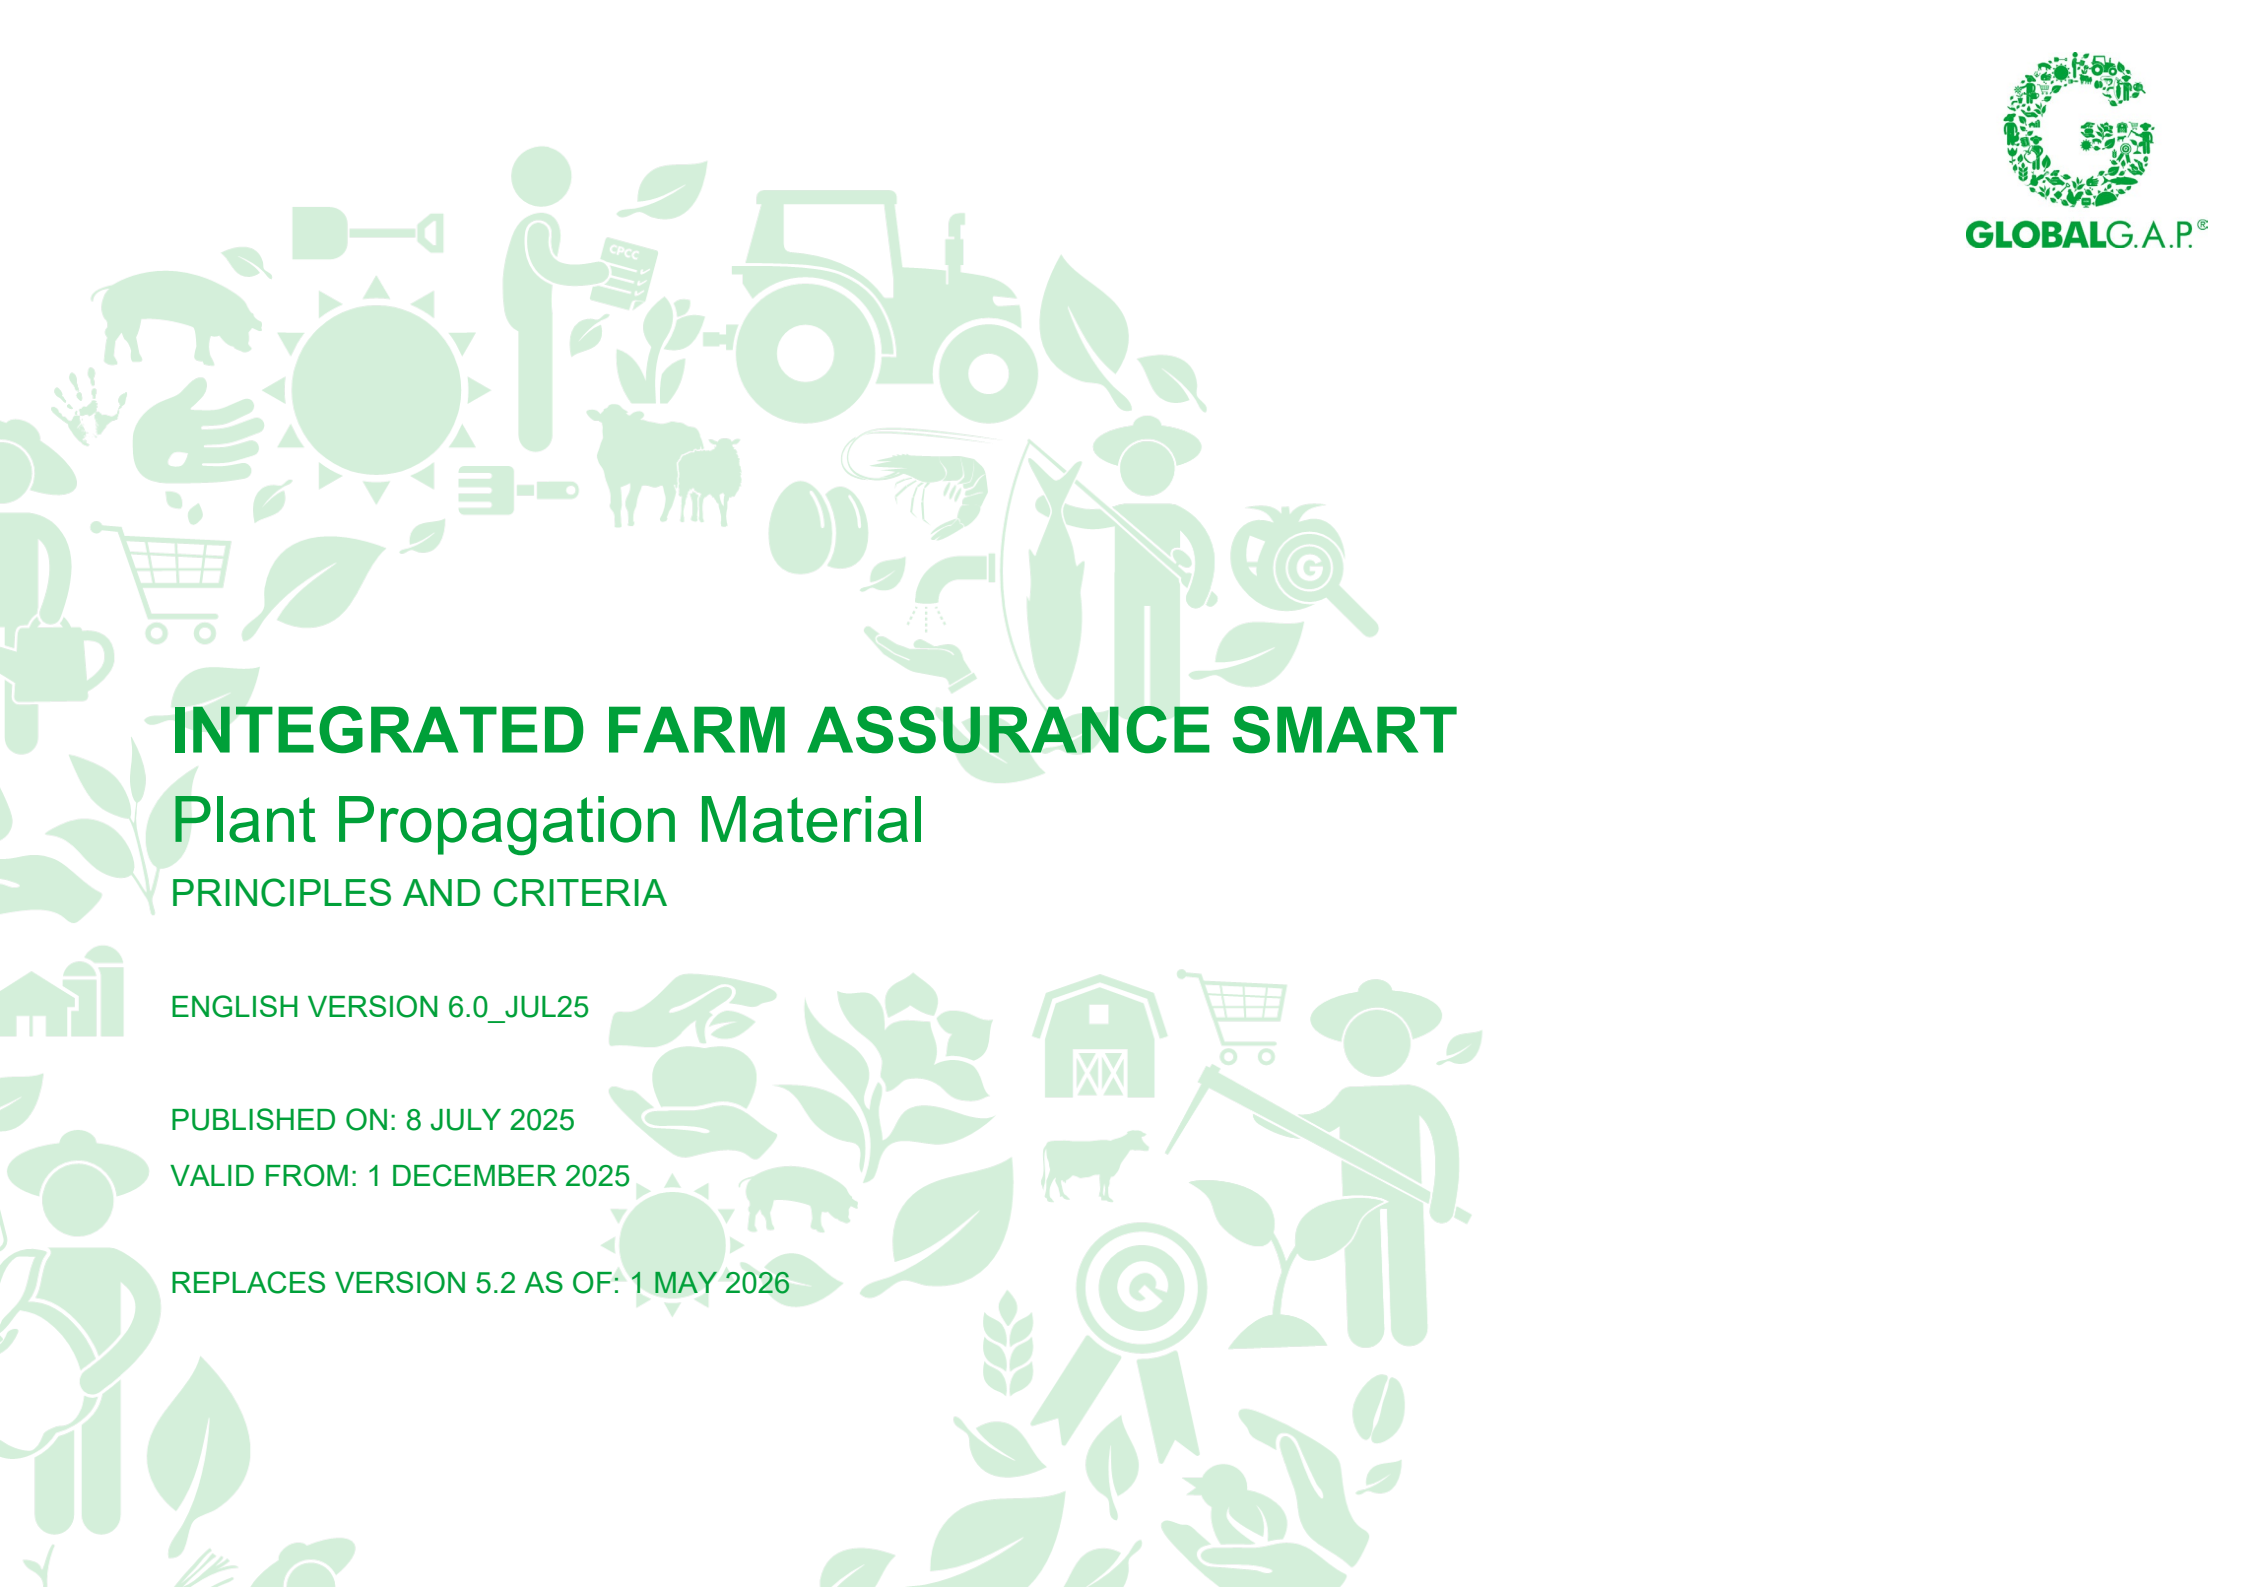 GLOBALG.A.P.®
CPCC
G
INTEGRATED FARM ASSURANCE SMART
Plant Propagation Material
PRINCIPLES AND CRITERIA
ENGLISH VERSION 6.0_JUL25
PUBLISHED ON: 8 JULY 2025
VALID FROM: 1 DECEMBER 2025
REPLACES VERSION 5.2 AS OF: 1 MAY 2026
G